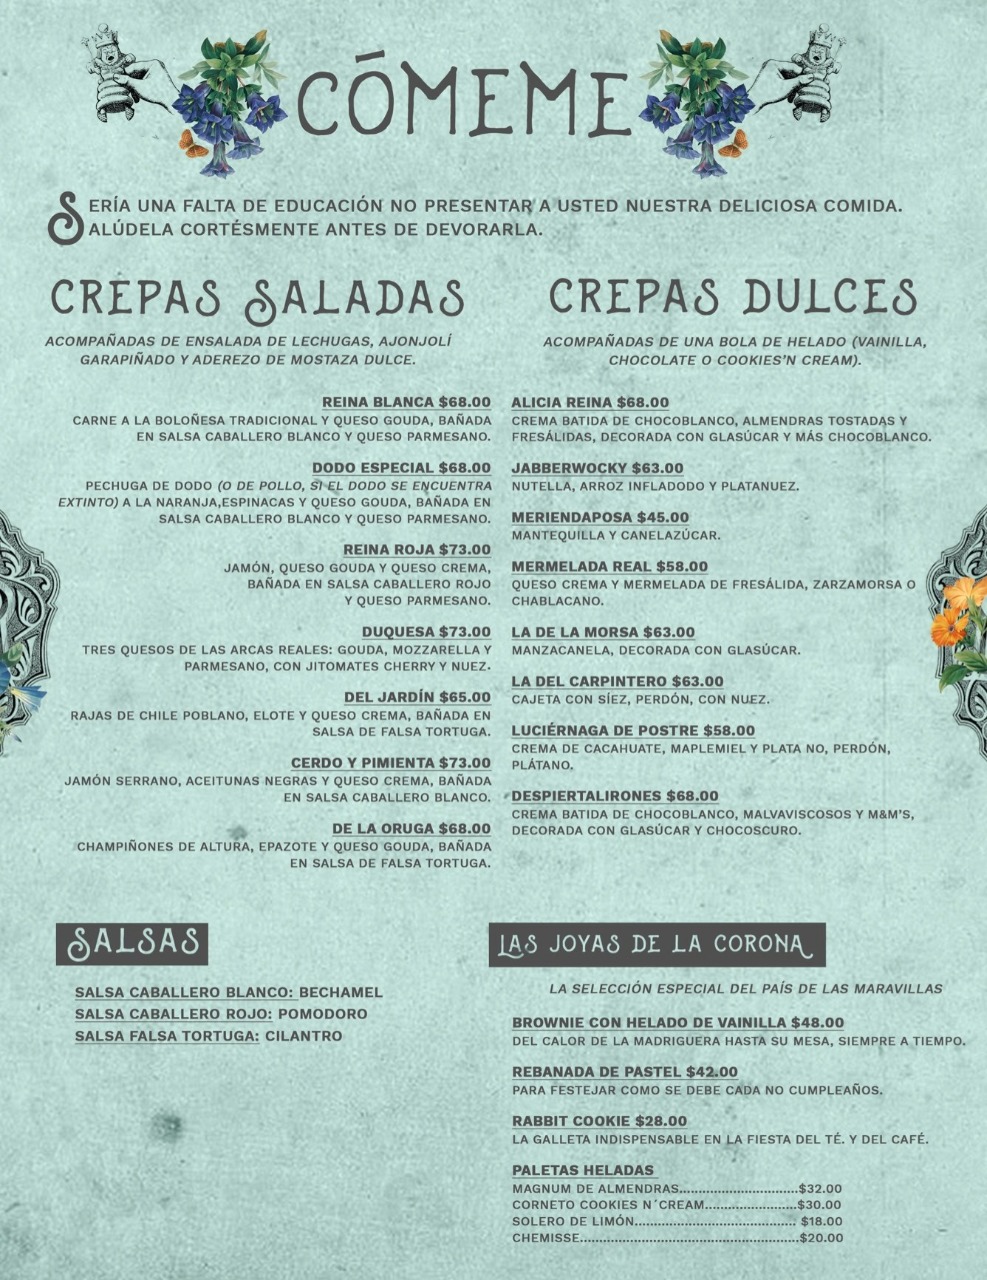 CÓMEME
SERÍA UNA FALTA DE EDUCACIÓN NO PRESENTAR A USTED NUESTRA DELICIOSA COMIDA.
ALÚDELA CORTÉSMENTE ANTES DE DEVORARLA.
CREPAS SALADAS
ACOMPAÑADAS DE ENSALADA DE LECHUGAS, AJONJOLÍ
GARAPIÑADO Y ADEREZO DE MOSTAZA DULCE.
REINA BLANCA $68.00
CARNE A LA BOLOÑESA TRADICIONAL Y QUESO GOUDA, BAÑADA
EN SALSA CABALLERO BLANCO Y QUESO PARMESANO.
DODO ESPECIAL $68.00
PECHUGA DE DODO (O DE POLLO, SI EL DODO SE ENCUENTRA
EXTINTO) A LA NARANJA,ESPINACAS Y QUESO GOUDA, BAÑADA EN
SALSA CABALLERO BLANCO Y QUESO PARMESANO.
REINA ROJA $73.00
JAMÓN, QUESO GOUDA Y QUESO CREMA,
BAÑADA EN SALSA CABALLERO ROJO
Y QUESO PARMESANO.
DUQUESA $73.00
TRES QUESOS DE LAS ARCAS REALES: GOUDA, MOZZARELLA Y
PARMESANO, CON JITOMATES CHERRY Y NUEZ.
DEL JARDÍN $65.00
RAJAS DE CHILE POBLANO, ELOTE Y QUESO CREMA, BAÑADA EN
SALSA DE FALSA TORTUGA.
CERDO Y PIMIENTA $73.00
JAMÓN SERRANO, ACEITUNAS NEGRAS Y QUESO CREMA, BAÑADA
EN SALSA CABALLERO BLANCO.
DE LA ORUGA $68.00
CHAMPIÑONES DE ALTURA, EPAZOTE Y QUESO GOUDA, BAÑADA
EN SALSA DE FALSA TORTUGA.
CREPAS DULCES
ACOMPAÑADAS DE UNA BOLA DE HELADO (VAINILLA,
CHOCOLATE O COOKIES'N CREAM).
ALICIA REINA $68.00
CREMA BATIDA DE CHOCOBLANCO, ALMENDRAS TOSTADAS Y
FRESÁLIDAS, DECORADA CON GLASÚCAR Y MÁS CHOCOBLANCO.
JABBERWOCKY $63.00
NUTELLA, ARROZ INFLADODO Y PLATANUEZ.
MERIENDAPOSA $45.00
MANTEQUILLA Y CANELAZÚCAR.
MERMELADA REAL $58.00
QUESO CREMA Y MERMELADA DE FRESÁLIDA, ZARZAMORSA O
CHABLACANO.
LA DE LA MORSA $63.00
MANZACANELA, DECORADA CON GLASÚCAR.
LA DEL CARPINTERO $63.00
CAJETA CON SÍEZ, PERDÓN, CON NUEZ.
LUCIÉRNAGA DE POSTRE $58.00
CREMA DE CACAHUATE, MAPLEMIEL Y PLATA NO, PERDÓN,
PLÁTANO.
DESPIERTALIRONES $68.00
CREMA BATIDA DE CHOCOBLANCO, MALVAVISCOSOS Y M&M'S,
DECORADA CON GLASÚCAR Y CHOCOSCURO.
SALSAS
SALSA CABALLERO BLANCO: BECHAMEL
SALSA CABALLERO ROJO: POMODORO
SALSA FALSA TORTUGA: CILANTRO
LAS JOYAS DE LA CORONA
LA SELECCIÓN ESPECIAL DEL PAÍS DE LAS MARAVILLAS
BROWNIE CON HELADO DE VAINILLA $48.00
DEL CALOR DE LA MADRIGUERA HASTA SU MESA, SIEMPRE A TIEMPO.
REBANADA DE PASTEL $42.00
PARA FESTEJAR COMO SE DEBE CADA NO CUMPLEAÑOS.
RABBIT COOKIE $28.00
LA GALLETA INDISPENSABLE EN LA FIESTA DEL TÉ. Y DEL CAFÉ.
PALETAS HELADAS
MAGNUM DE ALMENDRAS................................$32.00
CORNETO COOKIES N´CREAM.........................$30.00
SOLERO DE LIMÓN........................................... $18.00
CHEMISSE...........................................................$20.00